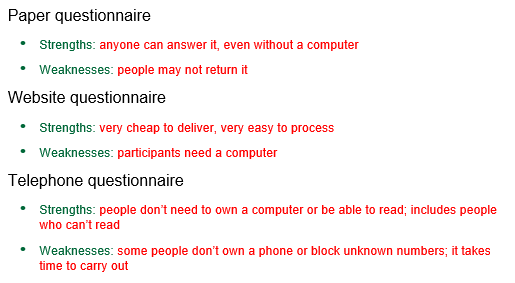 Paper questionnaire
• Strengths: anyone can answer it, even without a computer
• Weaknesses: people may not return it
Website questionnaire
• Strengths: very cheap to deliver, very easy to process
• Weaknesses: participants need a computer
Telephone questionnaire
• Strengths: people don’t need to own a computer or be able to read; includes people
who can’t read
• Weaknesses: some people don’t own a phone or block unknown numbers; it takes
time to carry out